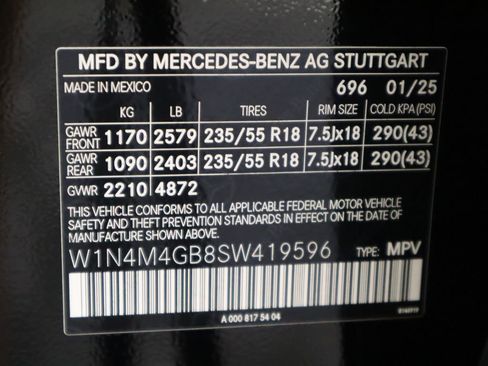 MFD BY MERCEDES-BENZ AG STUTTGART
MADE IN MEXICO 696 01/25
KG LB TIRES RIM SIZE COLD KPA(PSI)
GAWR FRONT 1170 2579 235/55 R18 7.5Jx18 290(43)
GAWR REAR 1090 2403 235/55 R18 7.5Jx18 290(43)
GVWR 2210 4872
THIS VEHICLE CONFORMS TO ALL APPLICABLE FEDERAL MOTOR VEHICLE
SAFETY AND THEFT PREVENTION STANDARDS IN EFFECT ON THE DATE OF
MANUFACTURE SHOWN ABOVE.
W1N4M4GB8SW419596 TYPE: MPV
A 000 817 54 04